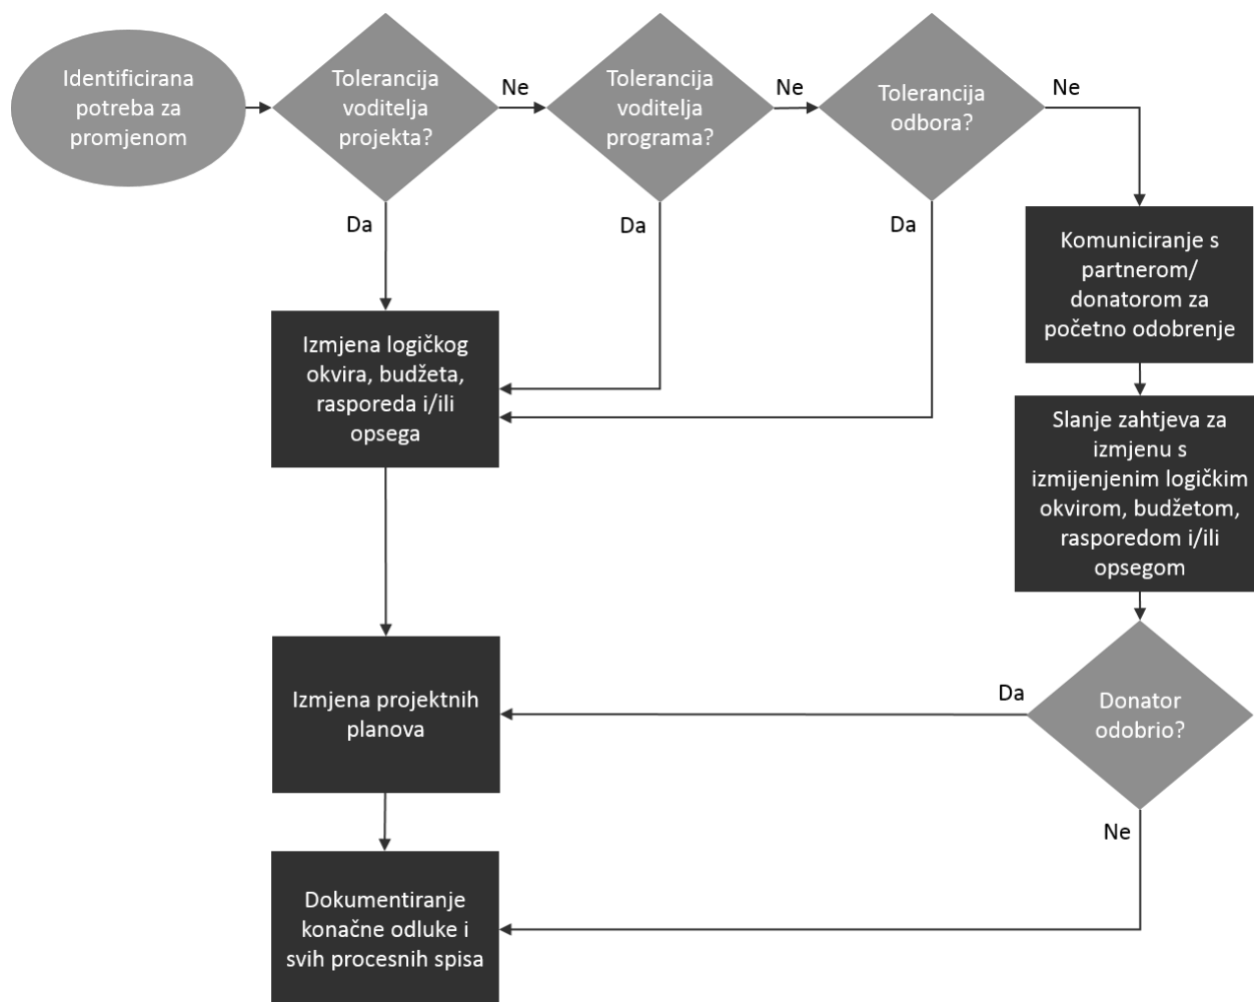 Identificirana
potreba za
promjenom
Tolerancija
voditelja
projekta?
Ne
Tolerancija
voditelja
programa?
Ne
Tolerancija
odbora?
Ne
Da
Da
Da
Komuniciranje s
partnerom/
donatorom za
početno odobrenje
Izmjena logičkog
okvira, budžeta,
rasporeda i/ili
opsega
Slanje zahtjeva za
izmjenu s
izmijenjenim logičkim
okvirom, budžetom,
rasporedom i/ili
opsegom
Izmjena projektnih
planova
Da
Donator
odobrio?
Ne
Dokumentiranje
konačne odluke i
svih procesnih spisa